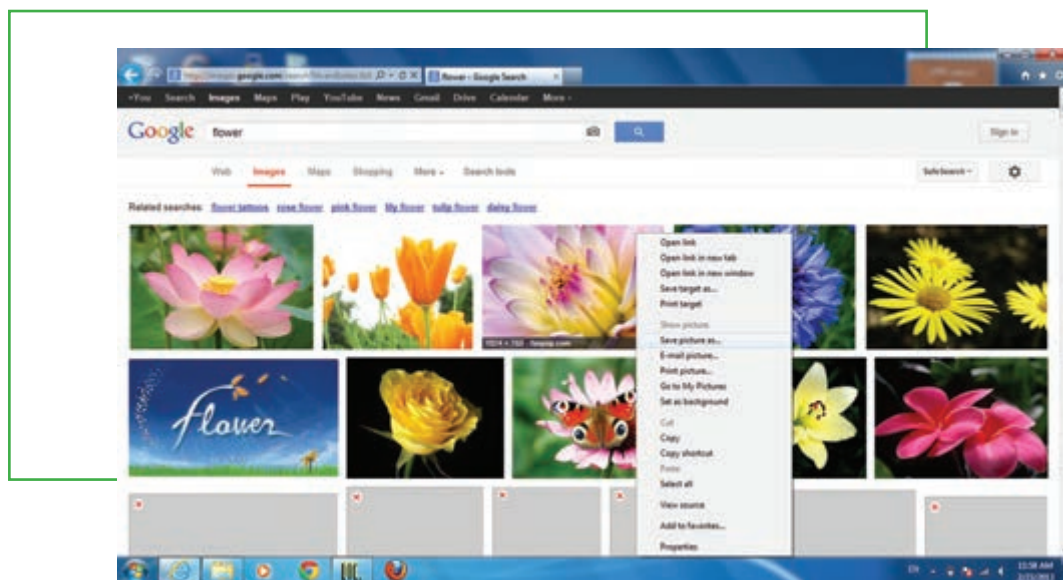 flower - Google Search
+You Search Images Maps Play YouTube News Gmail Drive Calendar More
Google flower
Sign in
Web Images Maps Shopping More Search tools
SafeSearch
Related searches: flower tattoos rose flower pink flower lily flower tulip flower daisy flower
Open link
Open link in new tab
Open link in new window
Save target as...
Print target
Show picture
Save picture as...
E-mail picture...
Print picture...
Go to My Pictures
Set as background
Cut
Copy
Copy shortcut
Paste
Select all
View source
Add to favorites...
Properties
flower
EN
11:58 AM